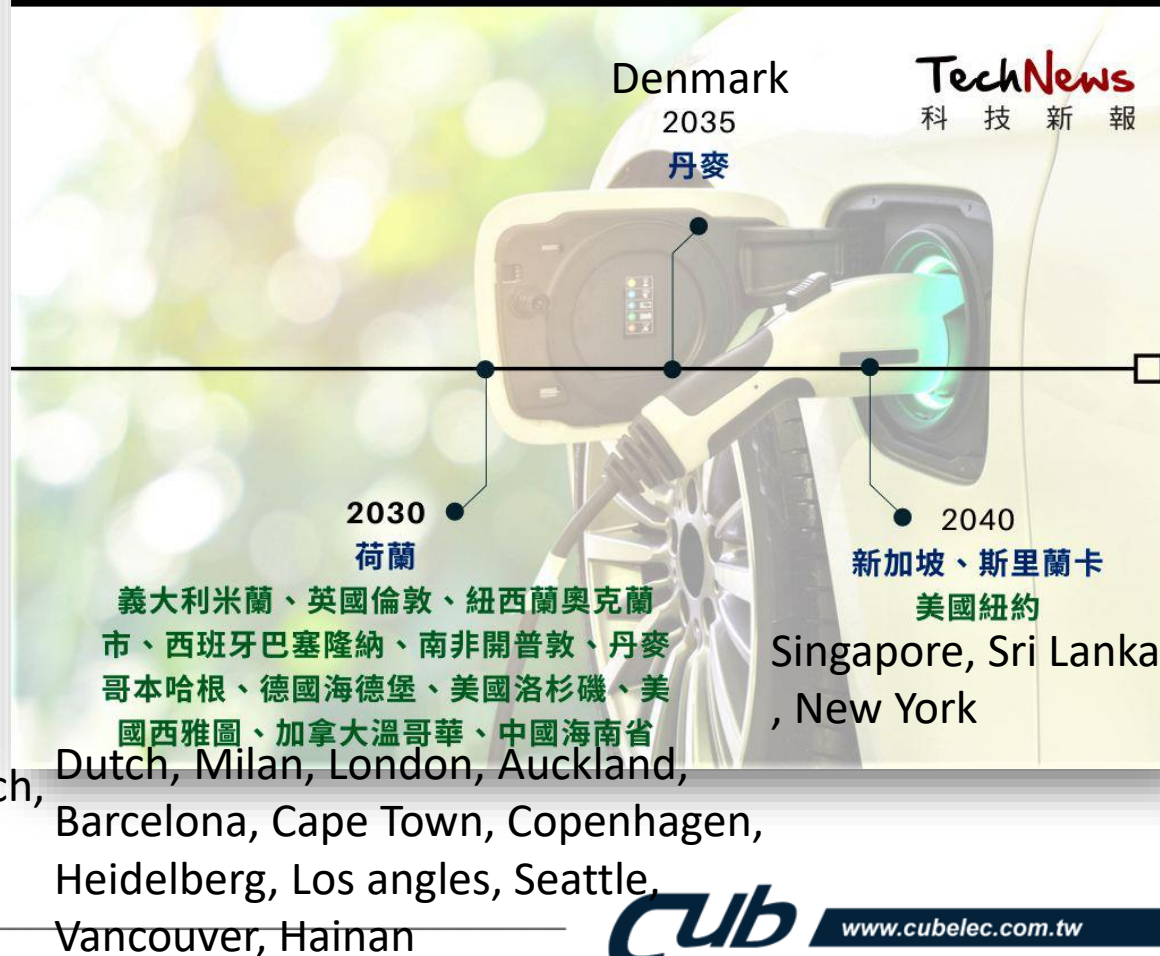 Denmark
2035
丹麥
TechNews
科技新報
2030
荷蘭
義大利米蘭、英國倫敦、紐西蘭奧克蘭
市、西班牙巴塞隆納、南非開普敦、丹麥
哥本哈根、德國海德堡、美國洛杉磯、美
國西雅圖、加拿大溫哥華、中國海南省
2040
新加坡、斯里蘭卡
美國紐約
Singapore, Sri Lanka
, New York
ch,
Dutch, Milan, London, Auckland,
Barcelona, Cape Town, Copenhagen,
Heidelberg, Los angles, Seattle,
Vancouver, Hainan
cub
www.cubelec.com.tw